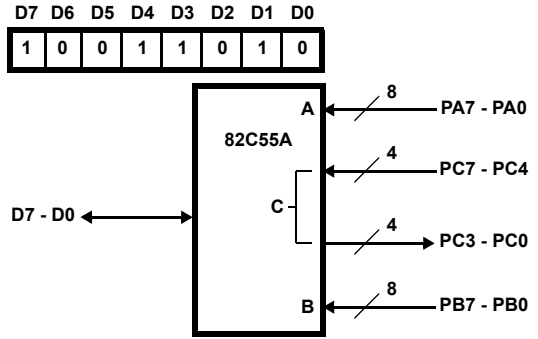 D7 D6 D5 D4 D3 D2 D1 D0
1 0 0 1 1 0 1 0
8
A
PA7 - PA0
82C55A
4
PC7 - PC4
C
D7 - D0
4
PC3 - PC0
8
B
PB7 - PB0